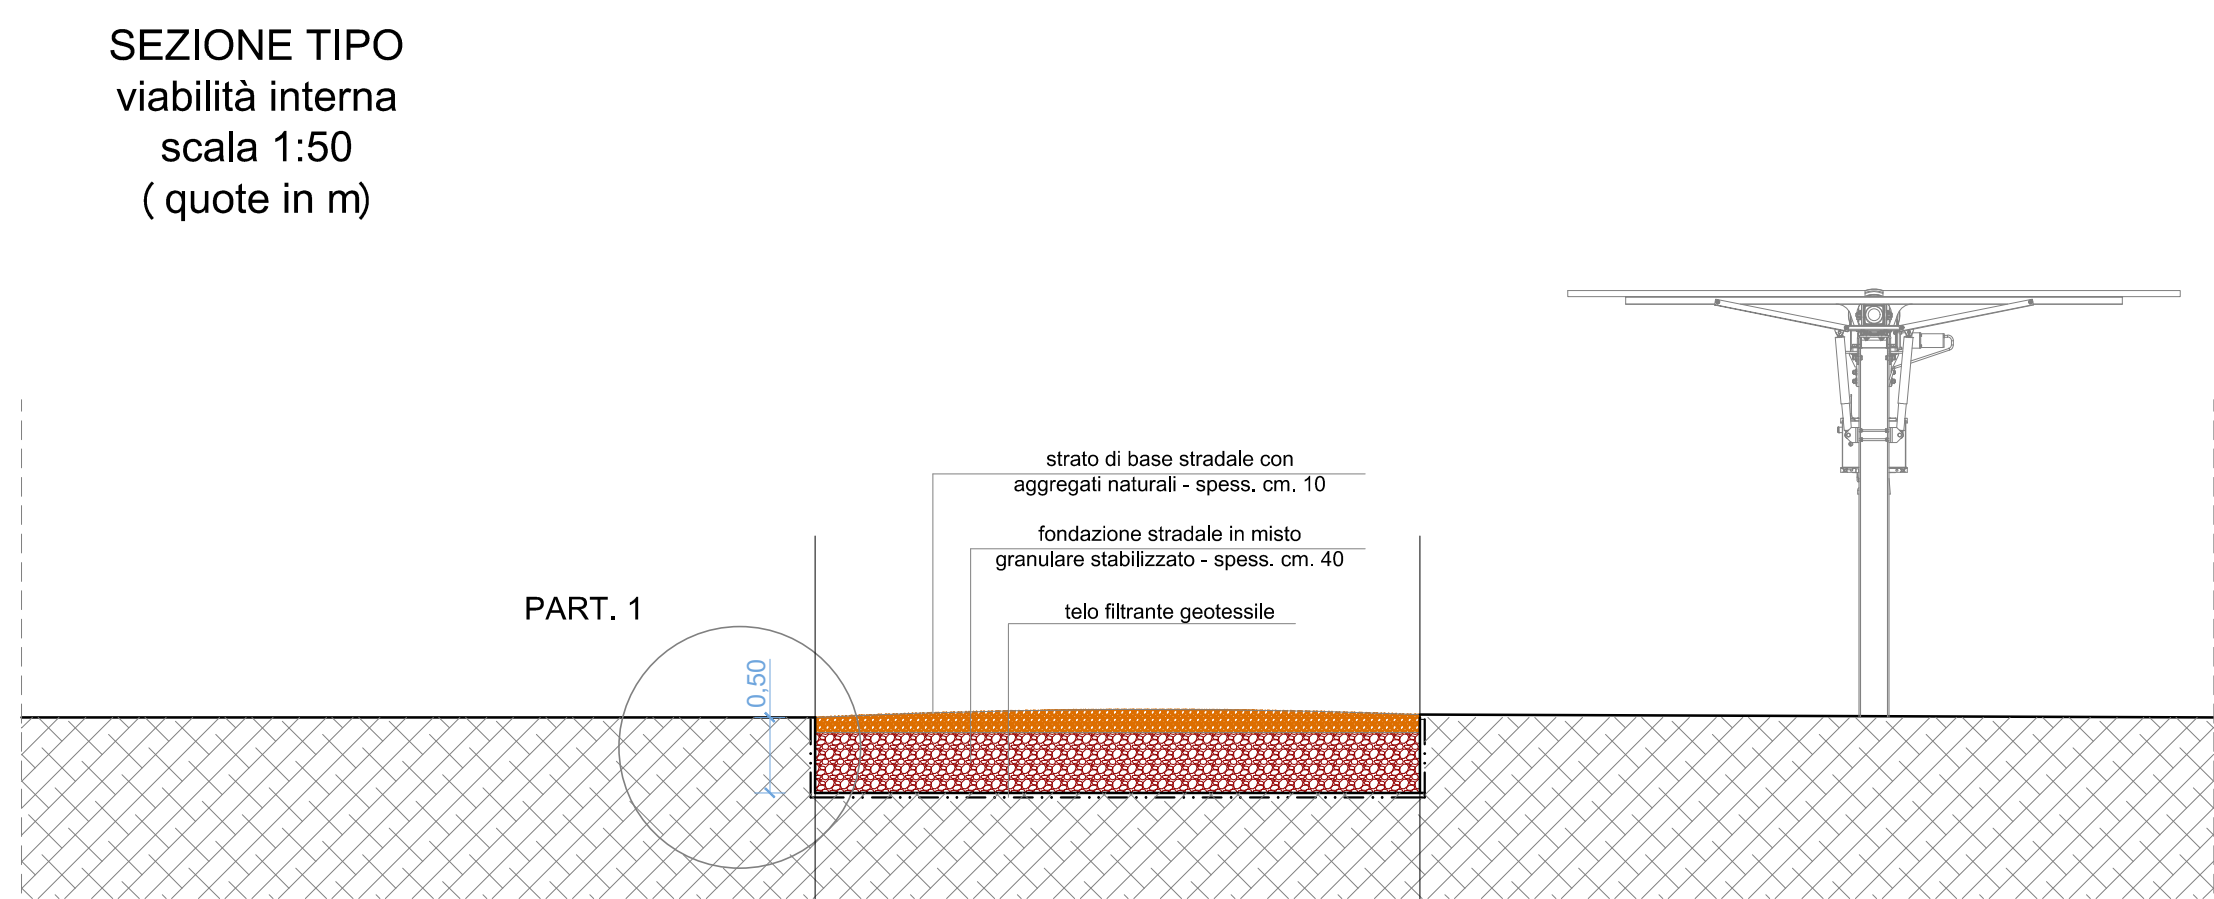 SEZIONE TIPO
viabilità interna
scala 1:50
( quote in m)
strato di base stradale con
aggregati naturali - spess. cm. 10
fondazione stradale in misto
granulare stabilizzato - spess. cm. 40
telo filtrante geotessile
PART. 1
0,50